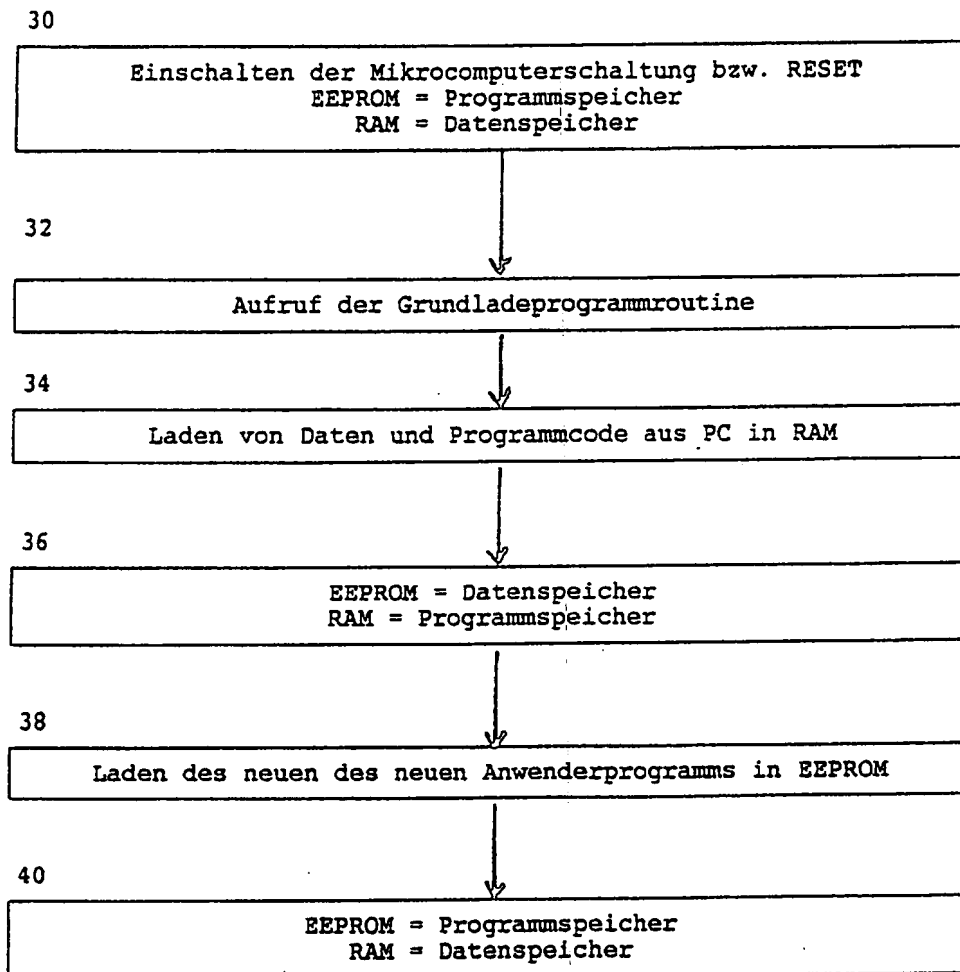 30
Einschalten der Mikrocomputerschaltung bzw. RESET
EEPROM = Programmspeicher
RAM = Datenspeicher
32
Aufruf der Grundladeprogrammroutine
34
Laden von Daten und Programmcode aus PC in RAM
36
EEPROM = Datenspeicher
RAM = Programmspeicher
38
Laden des neuen des neuen Anwenderprogramms in EEPROM
40
EEPROM = Programmspeicher
RAM = Datenspeicher